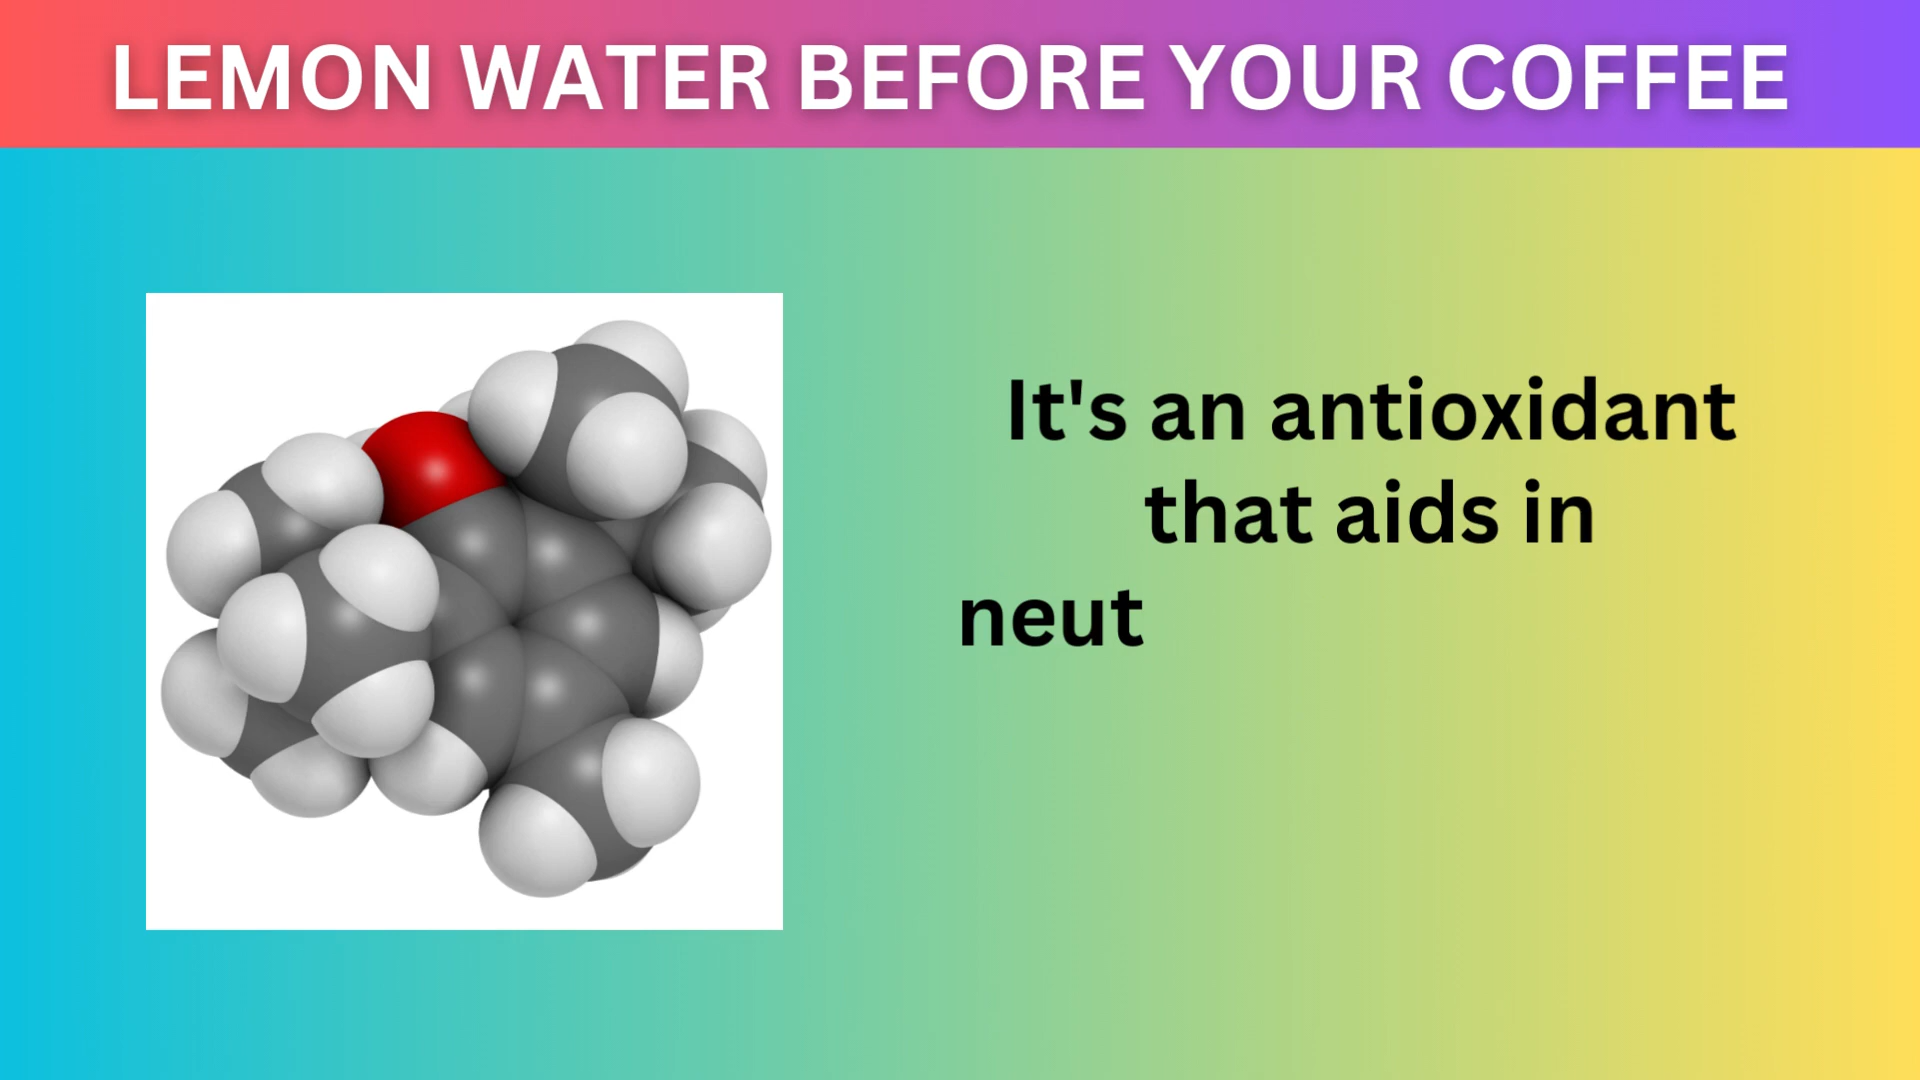 LEMON WATER BEFORE YOUR COFFEE
It's an antioxidant
that aids in
neut